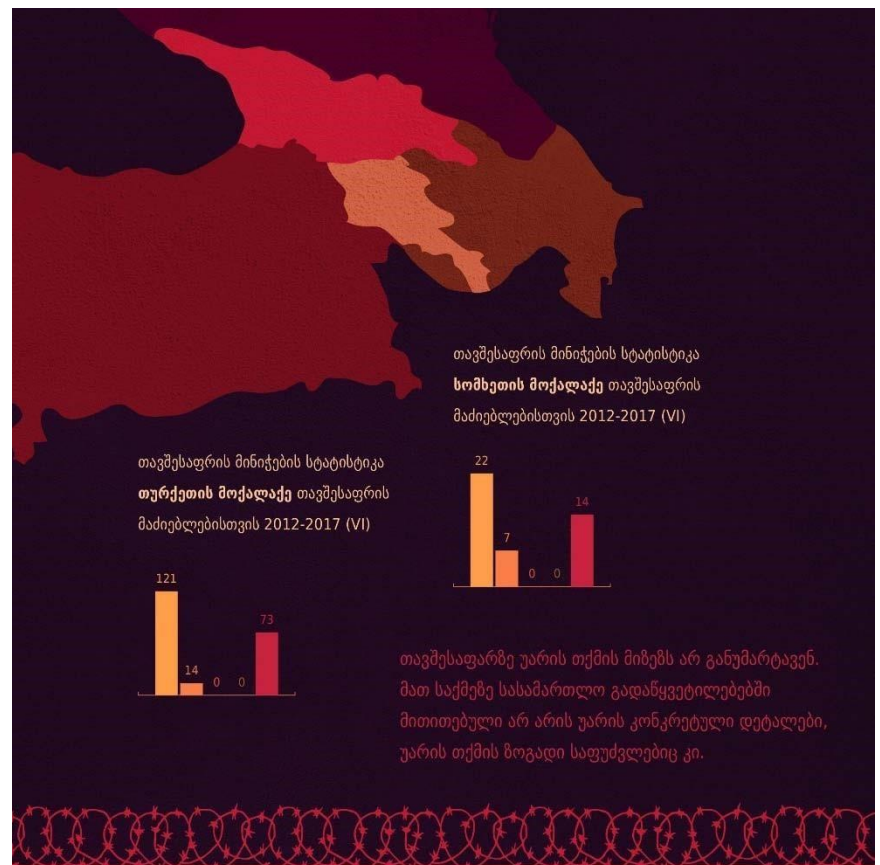 თავშესაფრის მინიჭების სტატისტიკა
სომხეთის მოქალაქე თავშესაფრის
მაძიებლებისთვის 2012-2017 (VI)
22
7
0
0
14
თავშესაფრის მინიჭების სტატისტიკა
თურქეთის მოქალაქე თავშესაფრის
მაძიებლებისთვის 2012-2017 (VI)
121
14
0
0
73
თავშესაფარზე უარის თქმის მიზეზს არ განუმარტავენ.
მათ საქმეზე სასამართლო გადაწყვეტილებებში
მითითებული არ არის უარის კონკრეტული დეტალები,
უარის თქმის ზოგადი საფუძვლებიც კი.